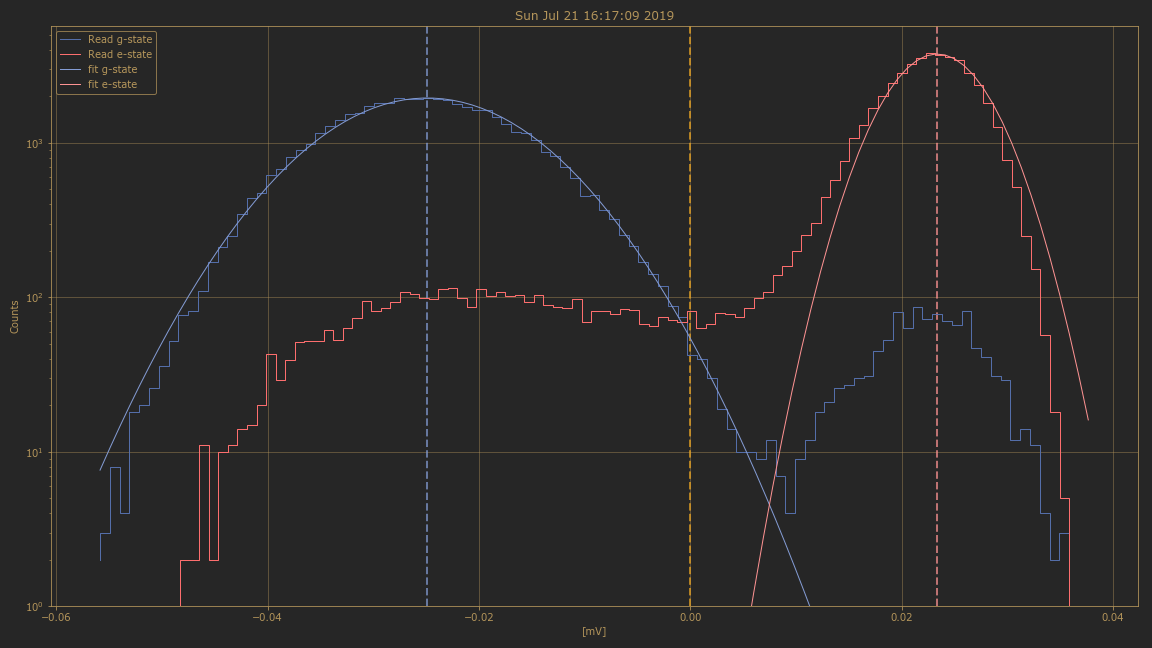 Sun Jul 21 16:17:09 2019
Read g-state
Read e-state
fit g-state
fit e-state
10³
10²
10¹
10⁰
Counts
−0.06 −0.04 −0.02 0.00 0.02 0.04
[mV]